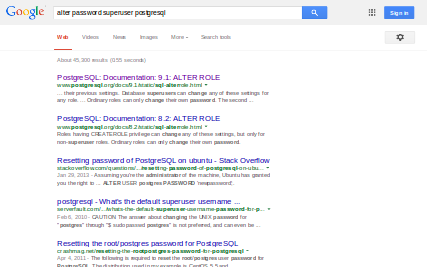 Google
alter password superuser postgresql
Sign in
Web Videos News Images More Search tools
About 45,300 results (0.55 seconds)
PostgreSQL: Documentation: 9.1: ALTER ROLE
www.postgresql.org/docs/9.1/static/sql-alterrole.html
... their previous settings. Database superusers can change any of these settings for
any role. ... Ordinary roles can only change their own password. The second ...
PostgreSQL: Documentation: 8.2: ALTER ROLE
www.postgresql.org/docs/8.2/static/sql-alterrole.html
Roles having CREATEROLE privilege can change any of these settings, but only for
non-superuser roles. Ordinary roles can only change their own password.
Resetting password of PostgreSQL on ubuntu - Stack Overflow
stackoverflow.com/questions/.../resetting-password-of-postgresql-on-ubu...
Jan 29, 2013 - Assuming you're the administrator of the machine, Ubuntu has granted
you the right to ... ALTER USER postgres PASSWORD 'newpassword';
postgresql - What's the default superuser username ...
serverfault.com/.../whats-the-default-superuser-username-password-for-p...
Feb 6, 2010 - CAUTION The answer about changing the UNIX password for
"postgres" through "$ sudo passwd postgres" is not preferred, and can even be ...
Resetting the root/postgres password for PostgreSQL
crashmag.net/resetting-the-rootpostgres-password-for-postgresql
Apr 4, 2011 - The following is required to reset the root/postgres user password for
PostgreSQL. The distribution used in my example is CentOS 5.5 and